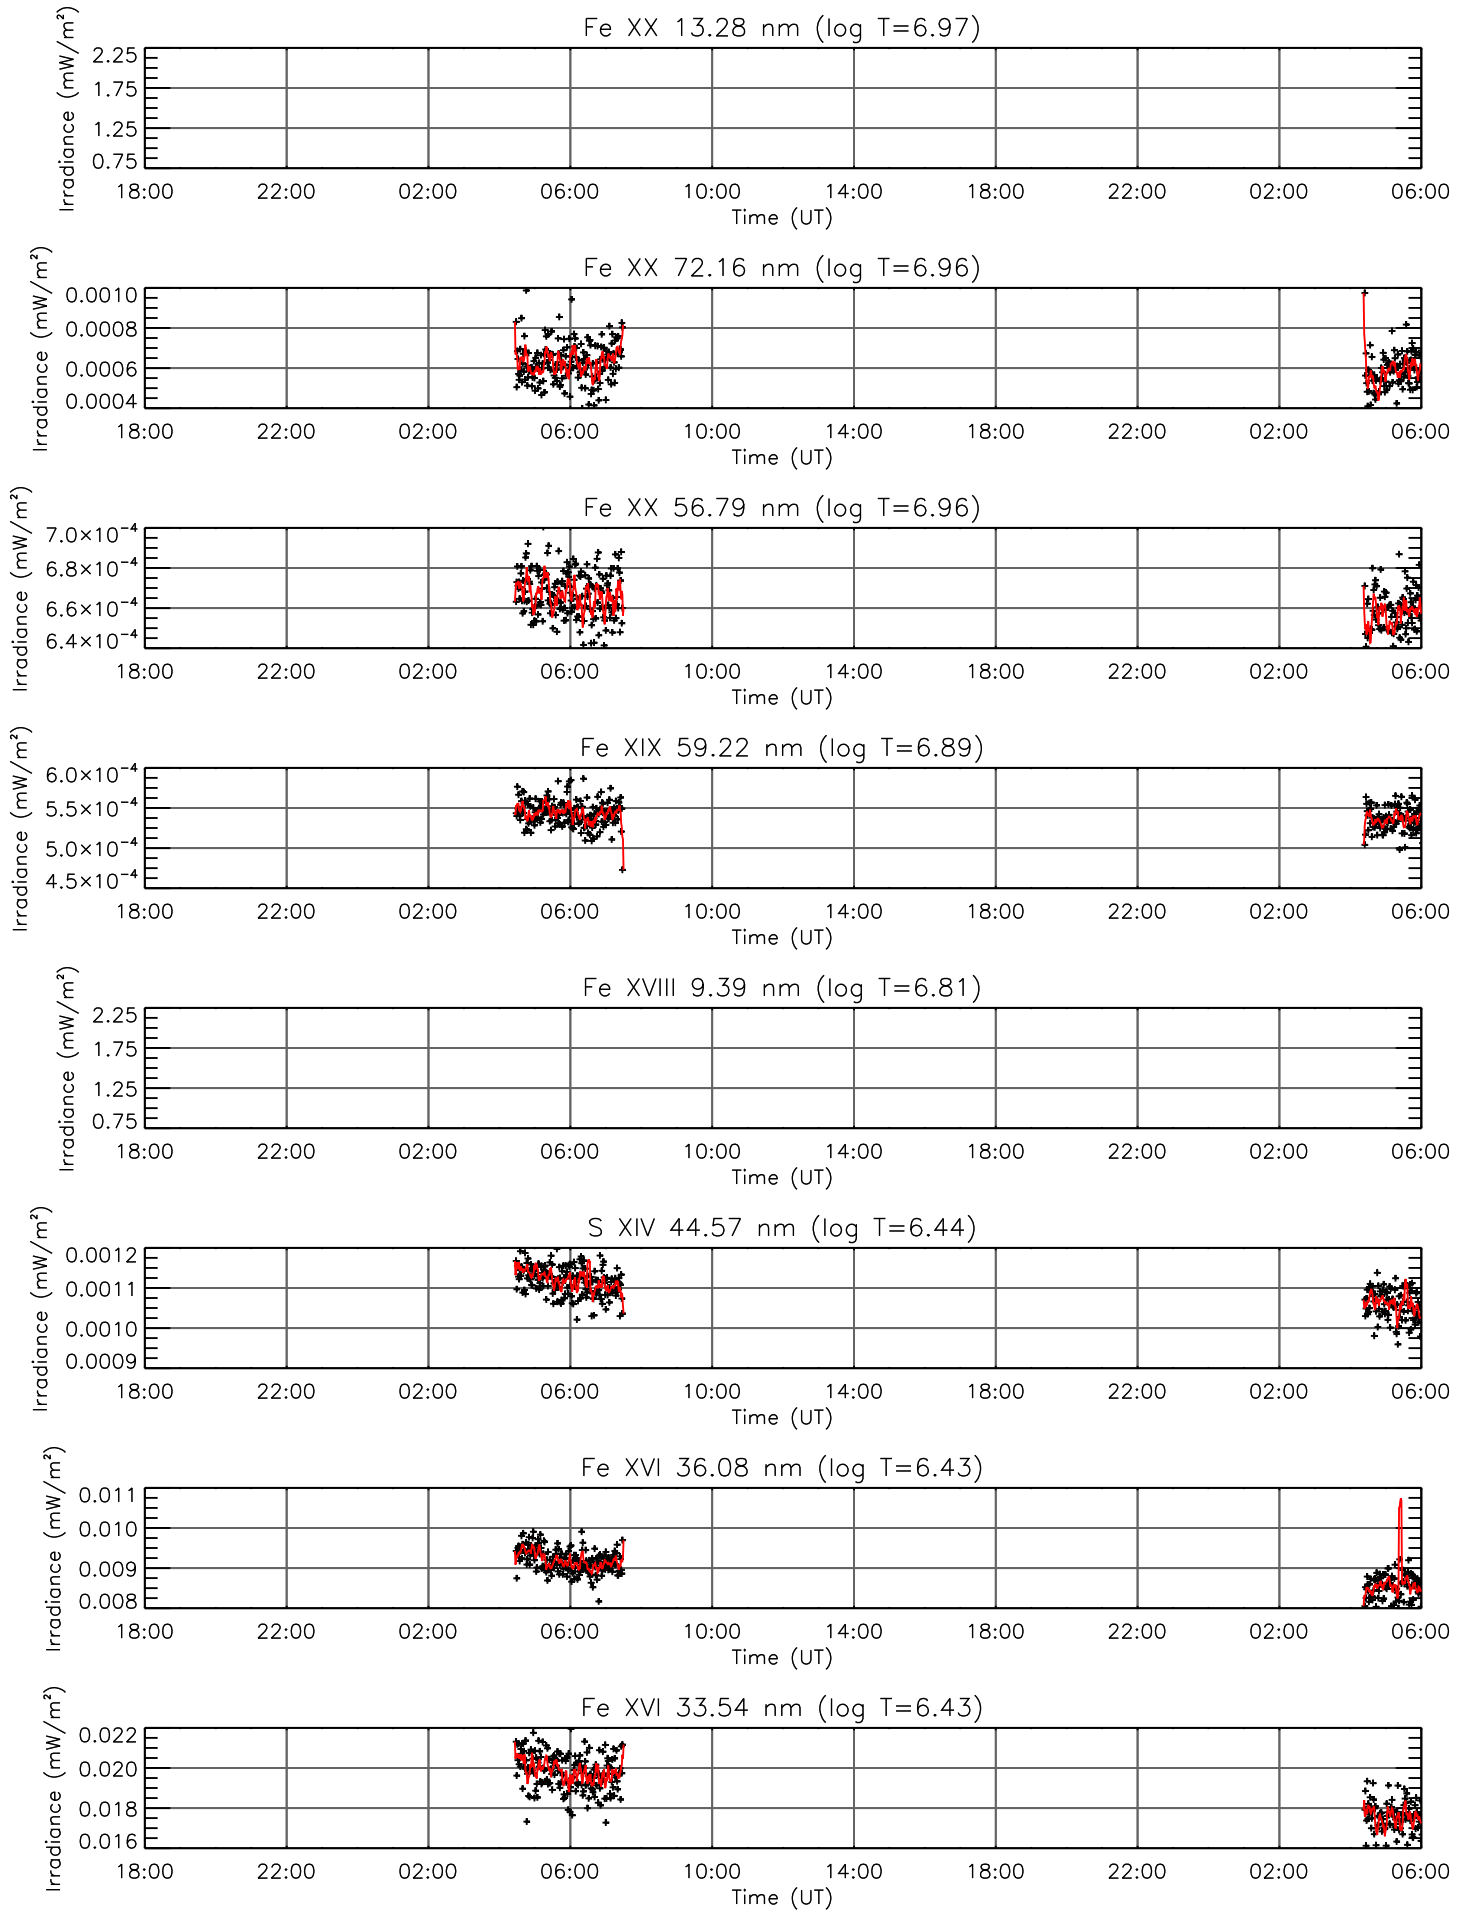 Fe XX 13.28 nm (log T=6.97)
Irradiance (mW/m²)
2.25
1.75
1.25
0.75
18:00 22:00 02:00 06:00 10:00 14:00 18:00 22:00 02:00 06:00
Time (UT)
Fe XX 72.16 nm (log T=6.96)
Irradiance (mW/m²)
0.0010
0.0008
0.0006
0.0004
18:00 22:00 02:00 06:00 10:00 14:00 18:00 22:00 02:00 06:00
Time (UT)
Fe XX 56.79 nm (log T=6.96)
Irradiance (mW/m²)
7.0×10⁻⁴
6.8×10⁻⁴
6.6×10⁻⁴
6.4×10⁻⁴
18:00 22:00 02:00 06:00 10:00 14:00 18:00 22:00 02:00 06:00
Time (UT)
Fe XIX 59.22 nm (log T=6.89)
Irradiance (mW/m²)
6.0×10⁻⁴
5.5×10⁻⁴
5.0×10⁻⁴
4.5×10⁻⁴
18:00 22:00 02:00 06:00 10:00 14:00 18:00 22:00 02:00 06:00
Time (UT)
Fe XVIII 9.39 nm (log T=6.81)
Irradiance (mW/m²)
2.25
1.75
1.25
0.75
18:00 22:00 02:00 06:00 10:00 14:00 18:00 22:00 02:00 06:00
Time (UT)
S XIV 44.57 nm (log T=6.44)
Irradiance (mW/m²)
0.0012
0.0011
0.0010
0.0009
18:00 22:00 02:00 06:00 10:00 14:00 18:00 22:00 02:00 06:00
Time (UT)
Fe XVI 36.08 nm (log T=6.43)
Irradiance (mW/m²)
0.011
0.010
0.009
0.008
18:00 22:00 02:00 06:00 10:00 14:00 18:00 22:00 02:00 06:00
Time (UT)
Fe XVI 33.54 nm (log T=6.43)
Irradiance (mW/m²)
0.022
0.020
0.018
0.016
18:00 22:00 02:00 06:00 10:00 14:00 18:00 22:00 02:00 06:00
Time (UT)